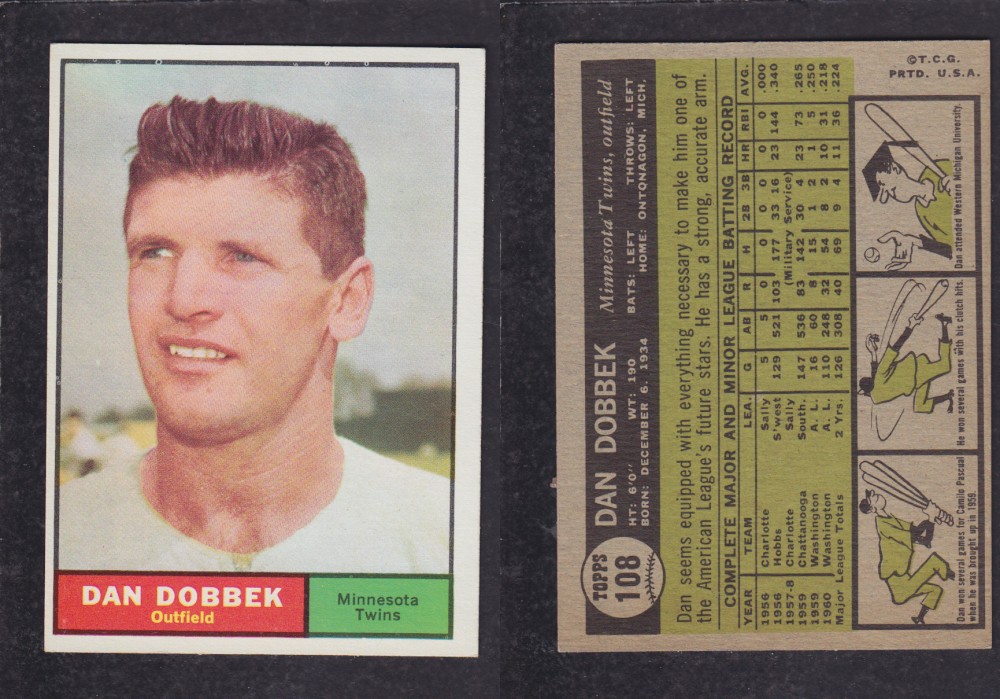 DAN DOBBEK
Outfield
Minnesota
Twins
TOPPS
108
DAN DOBBEK Minnesota Twins, outfield
HT: 6'0" WT: 190 BATS: LEFT THROWS: LEFT
BORN: DECEMBER 6, 1934 HOME: ONTONAGON, MICH.
Dan seems equipped with everything necessary to make him one of
the American League's future stars. He has a strong, accurate arm.
COMPLETE MAJOR AND MINOR LEAGUE BATTING RECORD
YEAR TEAM LEA. G AB R H 2B 3B HR RBI AVG.
1956 Charlotte Sally 5 5 0 0 0 0 0 0 .000
1956 Hobbs S'west 129 521 103 177 33 16 23 144 .340
1957-8 Charlotte Sally (Military Service)
1959 Chattanooga South. 147 536 83 142 30 4 23 73 .265
1959 Washington A. L. 16 60 8 15 1 2 1 5 .250
1960 Washington A. L. 110 248 32 54 8 2 10 31 .218
Major League Totals 2 Yrs. 126 308 40 69 9 4 11 36 .224
Dan won several games for Camilo Pascual
when he was brought up in 1959.
He won several games with his clutch hits.
Dan attended Western Michigan University.
©T.C.G.
PRTD. U.S.A.